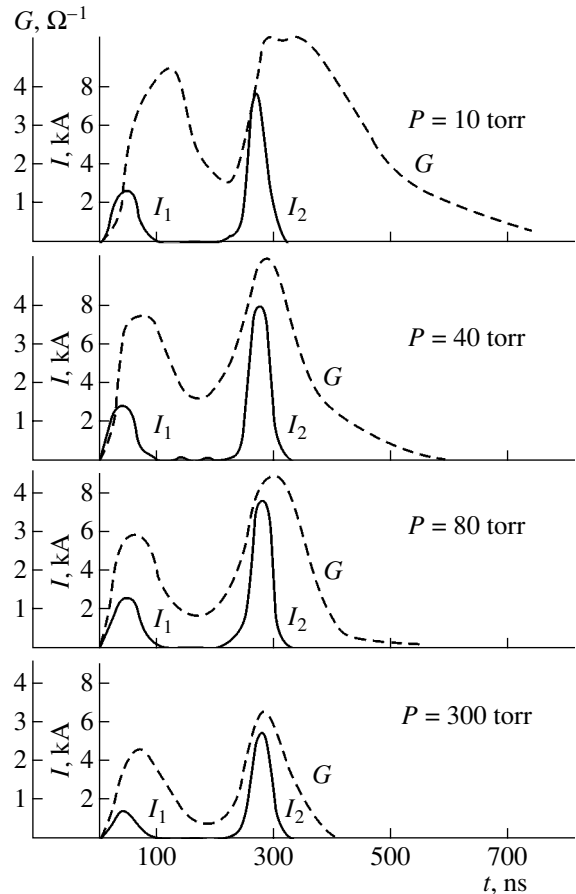 G, Ω⁻¹
I, kA
4
3
2
1
8
6
4
2
I₁
I₂
G
P = 10 torr
I, kA
4
3
2
1
8
6
4
2
I₁
I₂
G
P = 40 torr
I, kA
4
3
2
1
8
6
4
2
I₁
I₂
G
P = 80 torr
I, kA
4
3
2
1
8
6
4
2
I₁
I₂
G
P = 300 torr
100 300 500 700
t, ns